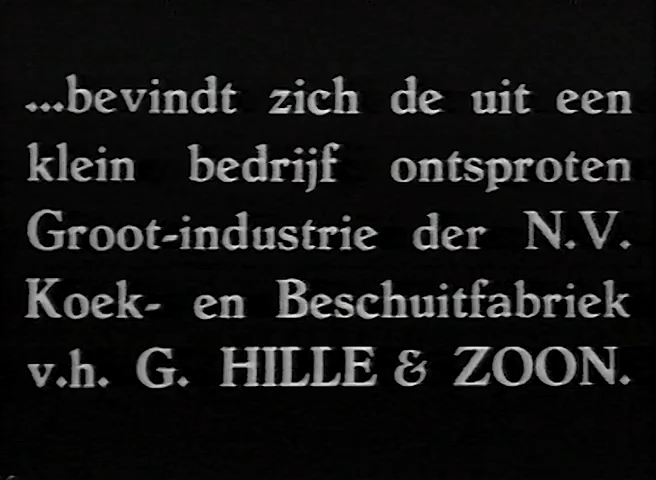 ...bevindt zich de uit een
klein bedrijf ontsproten
Groot-industrie der N.V.
Koek- en Beschuitfabriek
v.h. G. HILLE & ZOON.